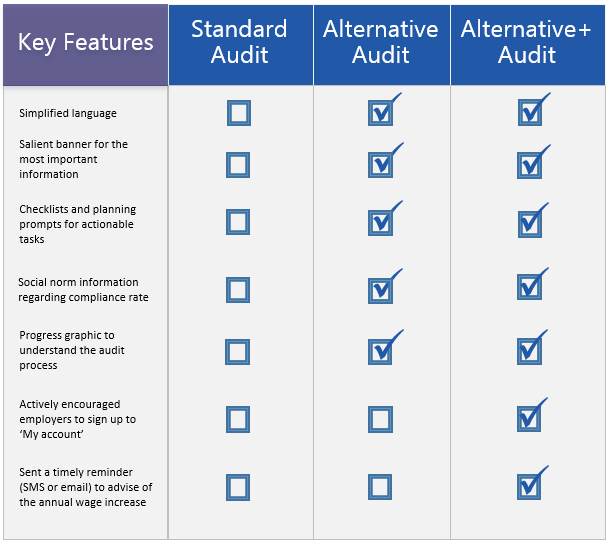 Key Features
Standard
Audit
Alternative
Audit
Alternative+
Audit
Simplified language
Salient banner for the
most important
information
Checklists and planning
prompts for actionable
tasks
Social norm information
regarding compliance rate
Progress graphic to
understand the audit
process
Actively encouraged
employers to sign up to
‘My account’
Sent a timely reminder
(SMS or email) to advise of
the annual wage increase